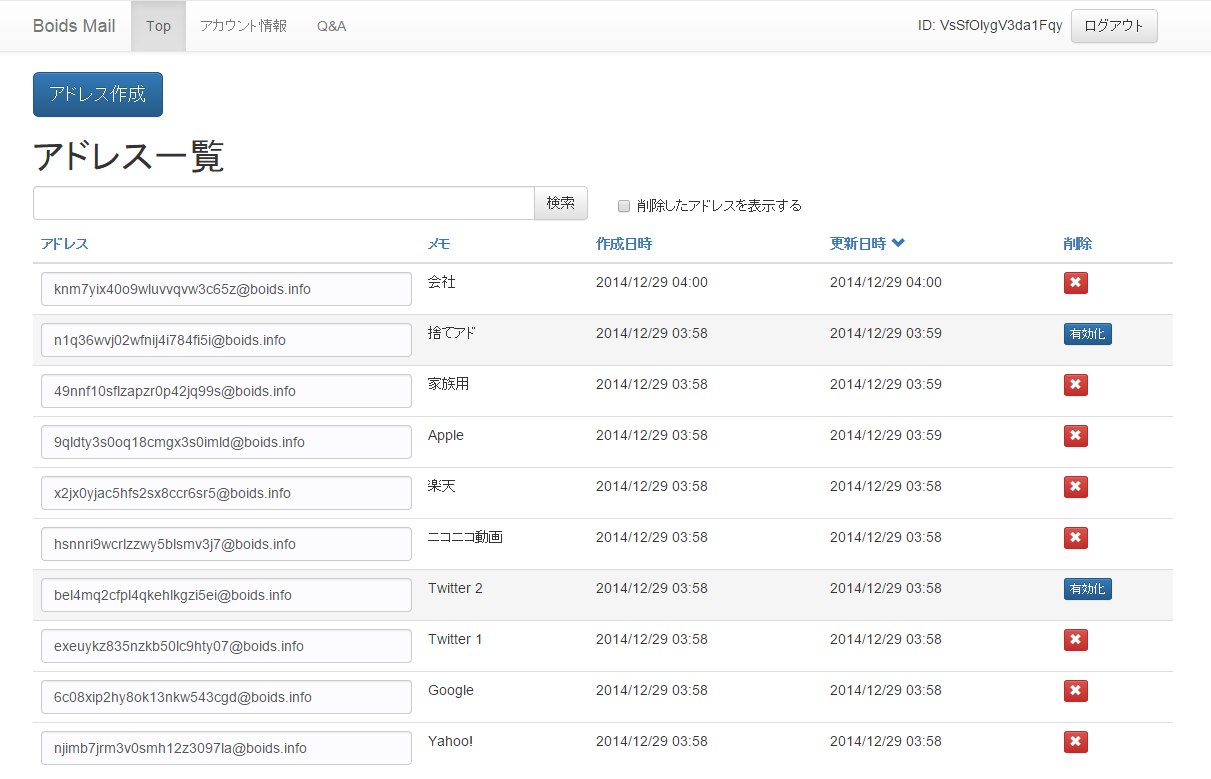 Boids Mail Top アカウント情報 Q&A ID: VsSfOlygV3da1Fqy ログアウト
アドレス作成
アドレス一覧
検索 削除したアドレスを表示する
アドレス メモ 作成日時 更新日時 削除
knm7yix40o9wluvvqvw3c65z@boids.info 会社 2014/12/29 04:00 2014/12/29 04:00
n1q36wvj02wfnij4i784fi5i@boids.info 捨てアド 2014/12/29 03:58 2014/12/29 03:59 有効化
49nnf10sflzapzr0p42jq99s@boids.info 家族用 2014/12/29 03:58 2014/12/29 03:59
9qldty3s0oq18cmgx3s0imld@boids.info Apple 2014/12/29 03:58 2014/12/29 03:59
x2jx0yjac5hfs2sx8ccr6sr5@boids.info 楽天 2014/12/29 03:58 2014/12/29 03:58
hsnnri9wcrlzzwy5blsmv3j7@boids.info ニコニコ動画 2014/12/29 03:58 2014/12/29 03:58
bel4mq2cfpl4qkehlkgzi5ei@boids.info Twitter 2 2014/12/29 03:58 2014/12/29 03:58 有効化
exeuykz835nzkb50lc9hty07@boids.info Twitter 1 2014/12/29 03:58 2014/12/29 03:58
6c08xip2hy8ok13nkw543cgd@boids.info Google 2014/12/29 03:58 2014/12/29 03:58
njimb7jrm3v0smh12z3097la@boids.info Yahoo! 2014/12/29 03:58 2014/12/29 03:58